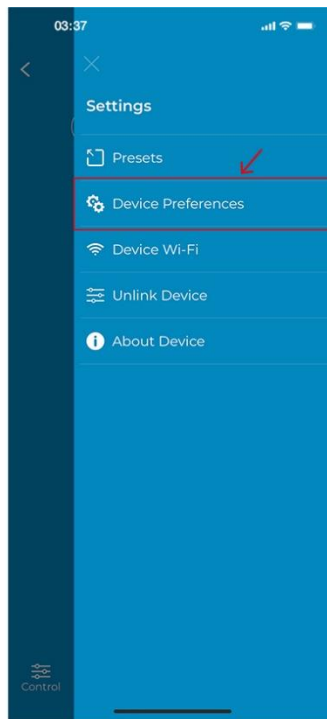 03:37
Settings
Presets
Device Preferences
Device Wi-Fi
Unlink Device
About Device
Control